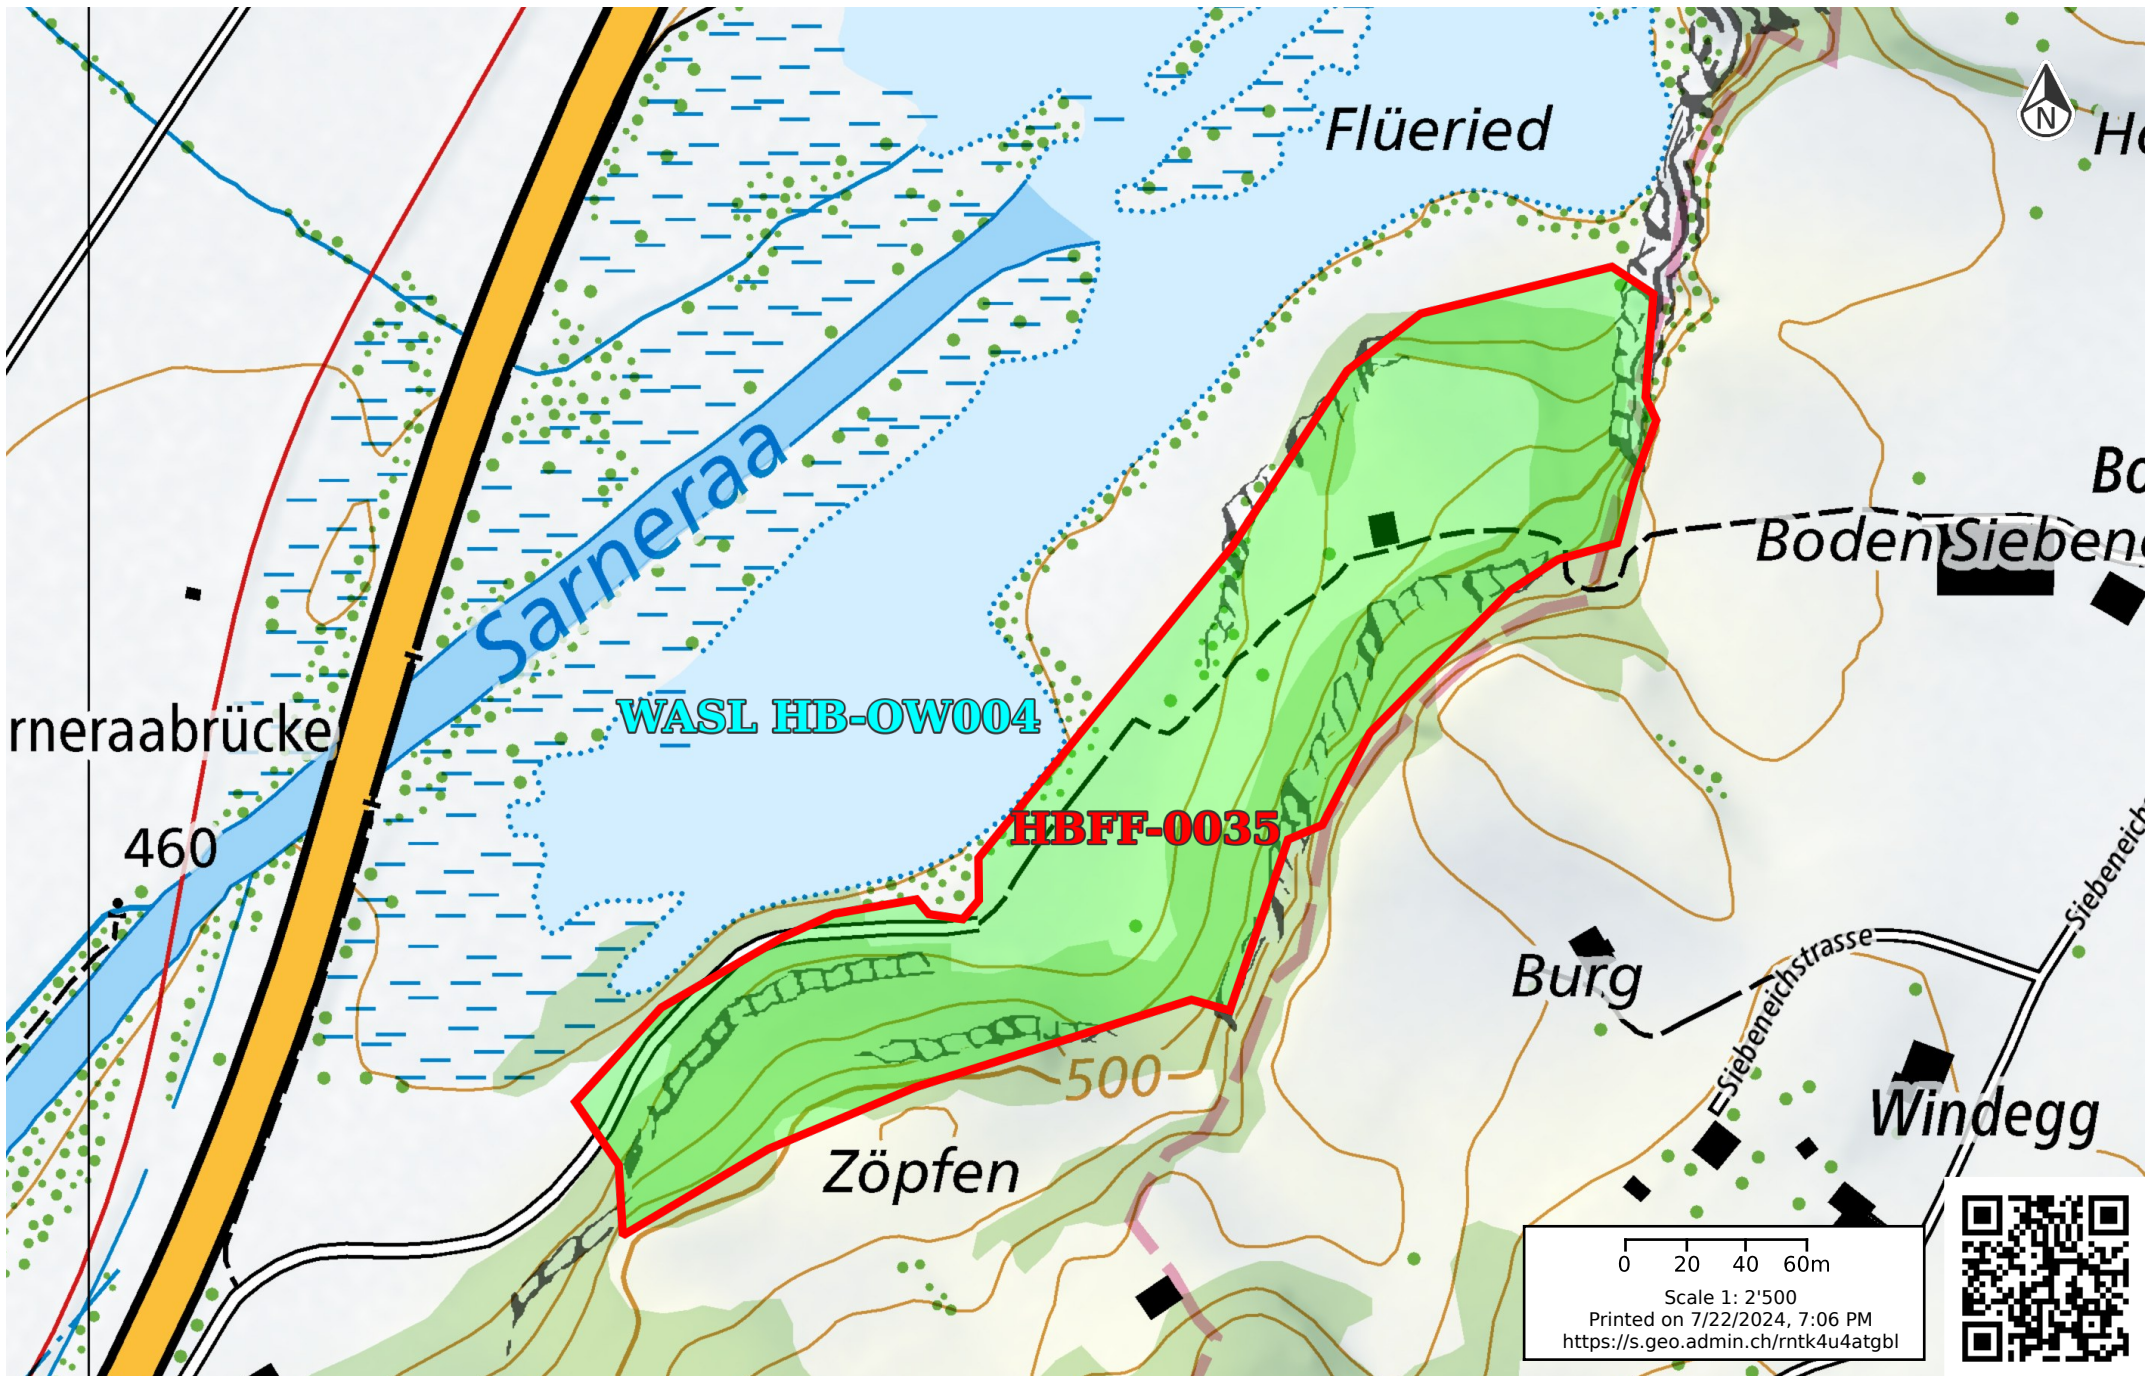 N
Flüeried
Sarneraa
Boden
WASL HB-OW004
rneraabrücke
HBFF-0035
460
Burg
Siebeneichstrasse
500
Windegg
Zöpfen
0 20 40 60m
Scale 1: 2'500
Printed on 7/22/2024, 7:06 PM
https://s.geo.admin.ch/rntk4u4atgbl